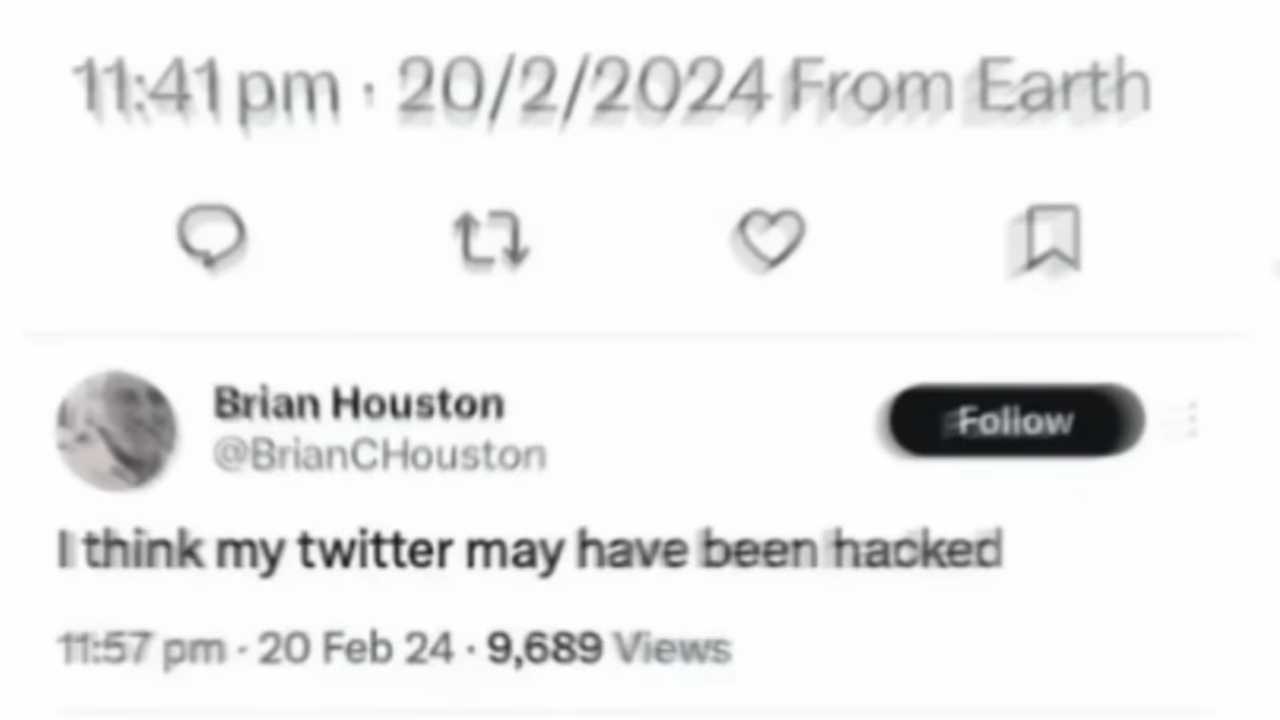 11:41 pm · 20/2/2024 From Earth
Brian Houston
@BrianCHouston
Follow
I think my twitter may have been hacked
11:57 pm · 20 Feb 24 · 9,689 Views